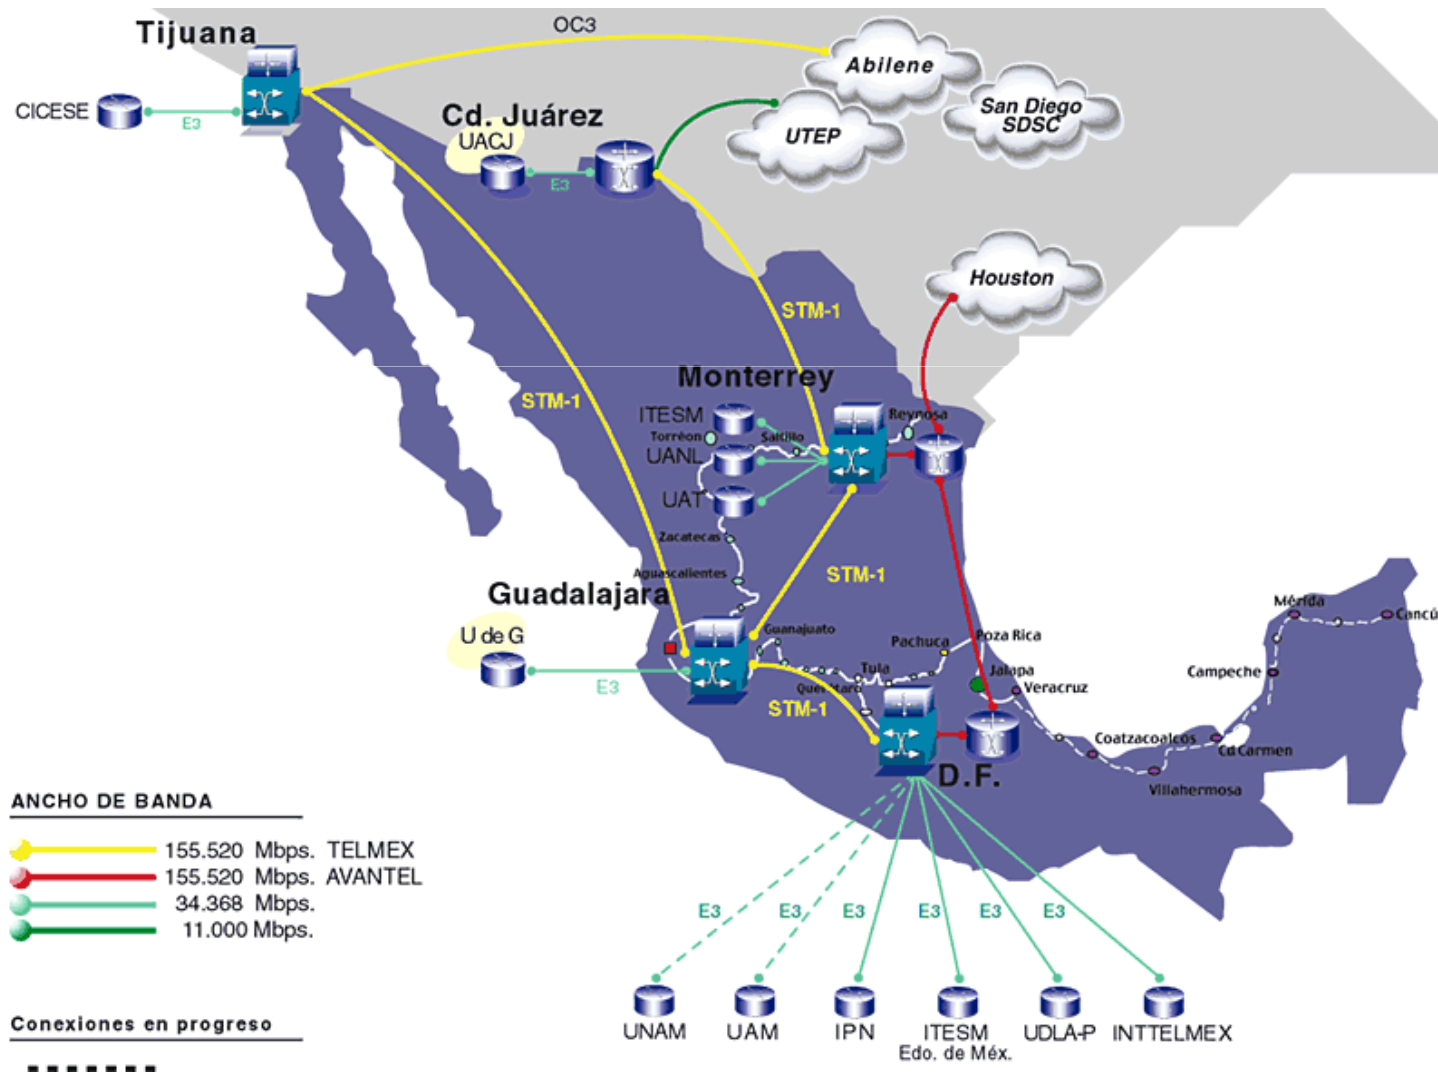 Tijuana
OC3
Abilene
San Diego
SDSC
CICESE
E3
Cd. Juárez
UACJ
E3
UTEP
Houston
STM-1
STM-1
Monterrey
ITESM
Torréon
Saltillo
Reynosa
UANL
UAT
Zacatecas
Aguascalientes
STM-1
Guadalajara
U de G
E3
Guanajuato
Pachuca
Poza Rica
Tula
Jalapa
Veracruz
STM-1
Mérida
Cancú
Campeche
Coatzacoalcos
Cd Carmen
Villahermosa
D.F.
ANCHO DE BANDA
155.520 Mbps. TELMEX
155.520 Mbps. AVANTEL
34.368 Mbps.
11.000 Mbps.
E3 E3 E3 E3 E3 E3
UNAM UAM IPN ITESM UDLA-P INTTELMEX
Edo. de Méx.
Conexiones en progreso